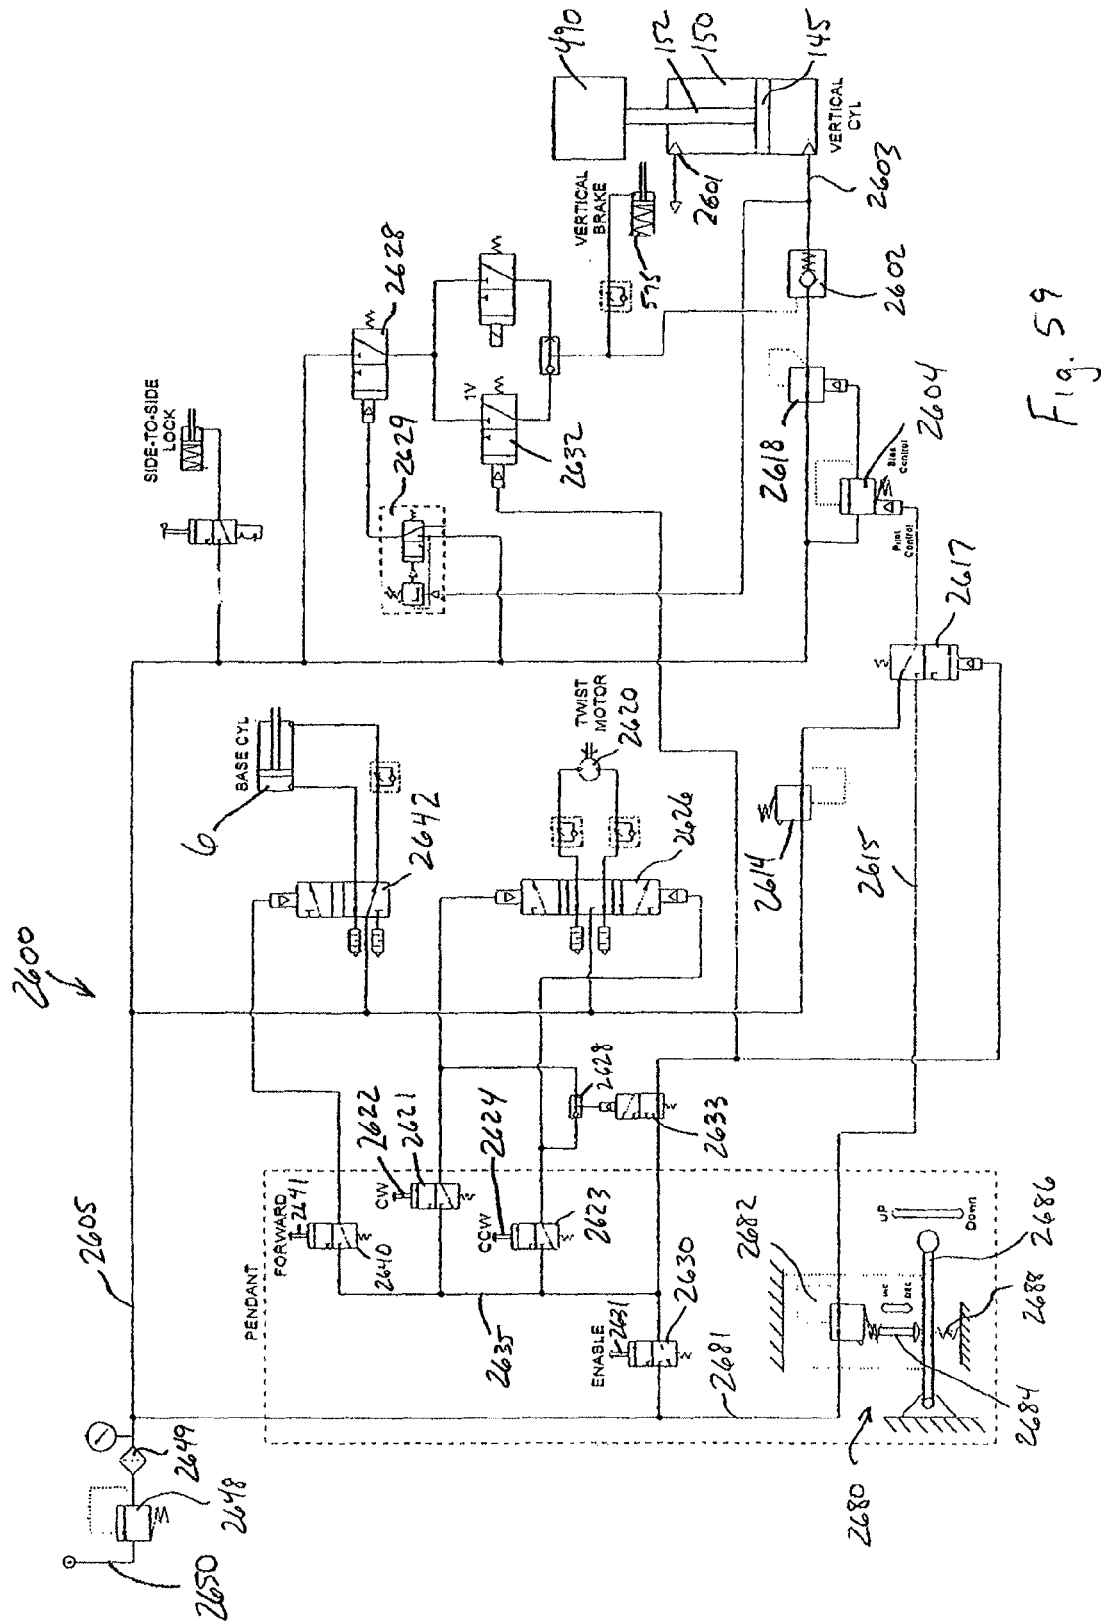 2600
2605
2650
2648
2649
PENDANT
FORWARD
2641
2640
CW
2622
2621
CCW
2624
2623
2635
ENABLE
2631
2630
2681
2628
2633
BASE CYL
6
2642
TWIST
MOTOR
2620
2626
2614
2615
2617
SIDE-TO-SIDE
LOCK
2628
2629
1V
2632
VERTICAL
BRAKE
575
490
152
150
145
VERTICAL
CYL
2601
2603
2602
2618
2604
Bias
Control
Pilot
Control
2680
2682
2684
2686
2688
UP
Down
INC
DEC
Fig. 59